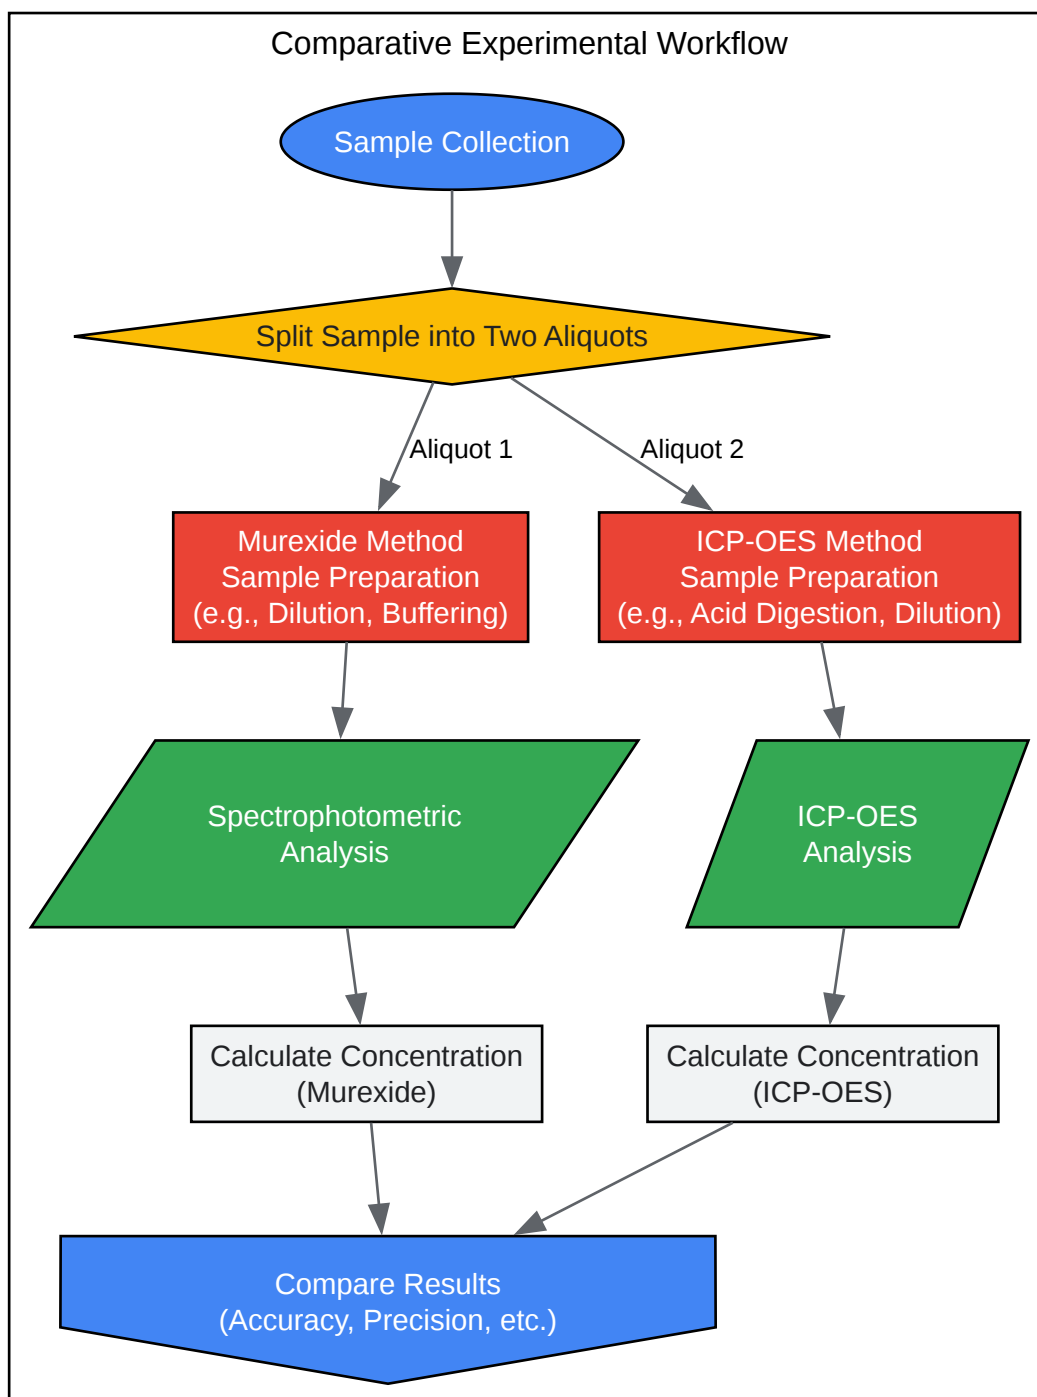 Comparative Experimental Workflow
Sample Collection
Split Sample into Two Aliquots
Aliquot 1
Aliquot 2
Murexide Method
Sample Preparation
(e.g., Dilution, Buffering)
ICP-OES Method
Sample Preparation
(e.g., Acid Digestion, Dilution)
Spectrophotometric
Analysis
ICP-OES
Analysis
Calculate Concentration
(Murexide)
Calculate Concentration
(ICP-OES)
Compare Results
(Accuracy, Precision, etc.)